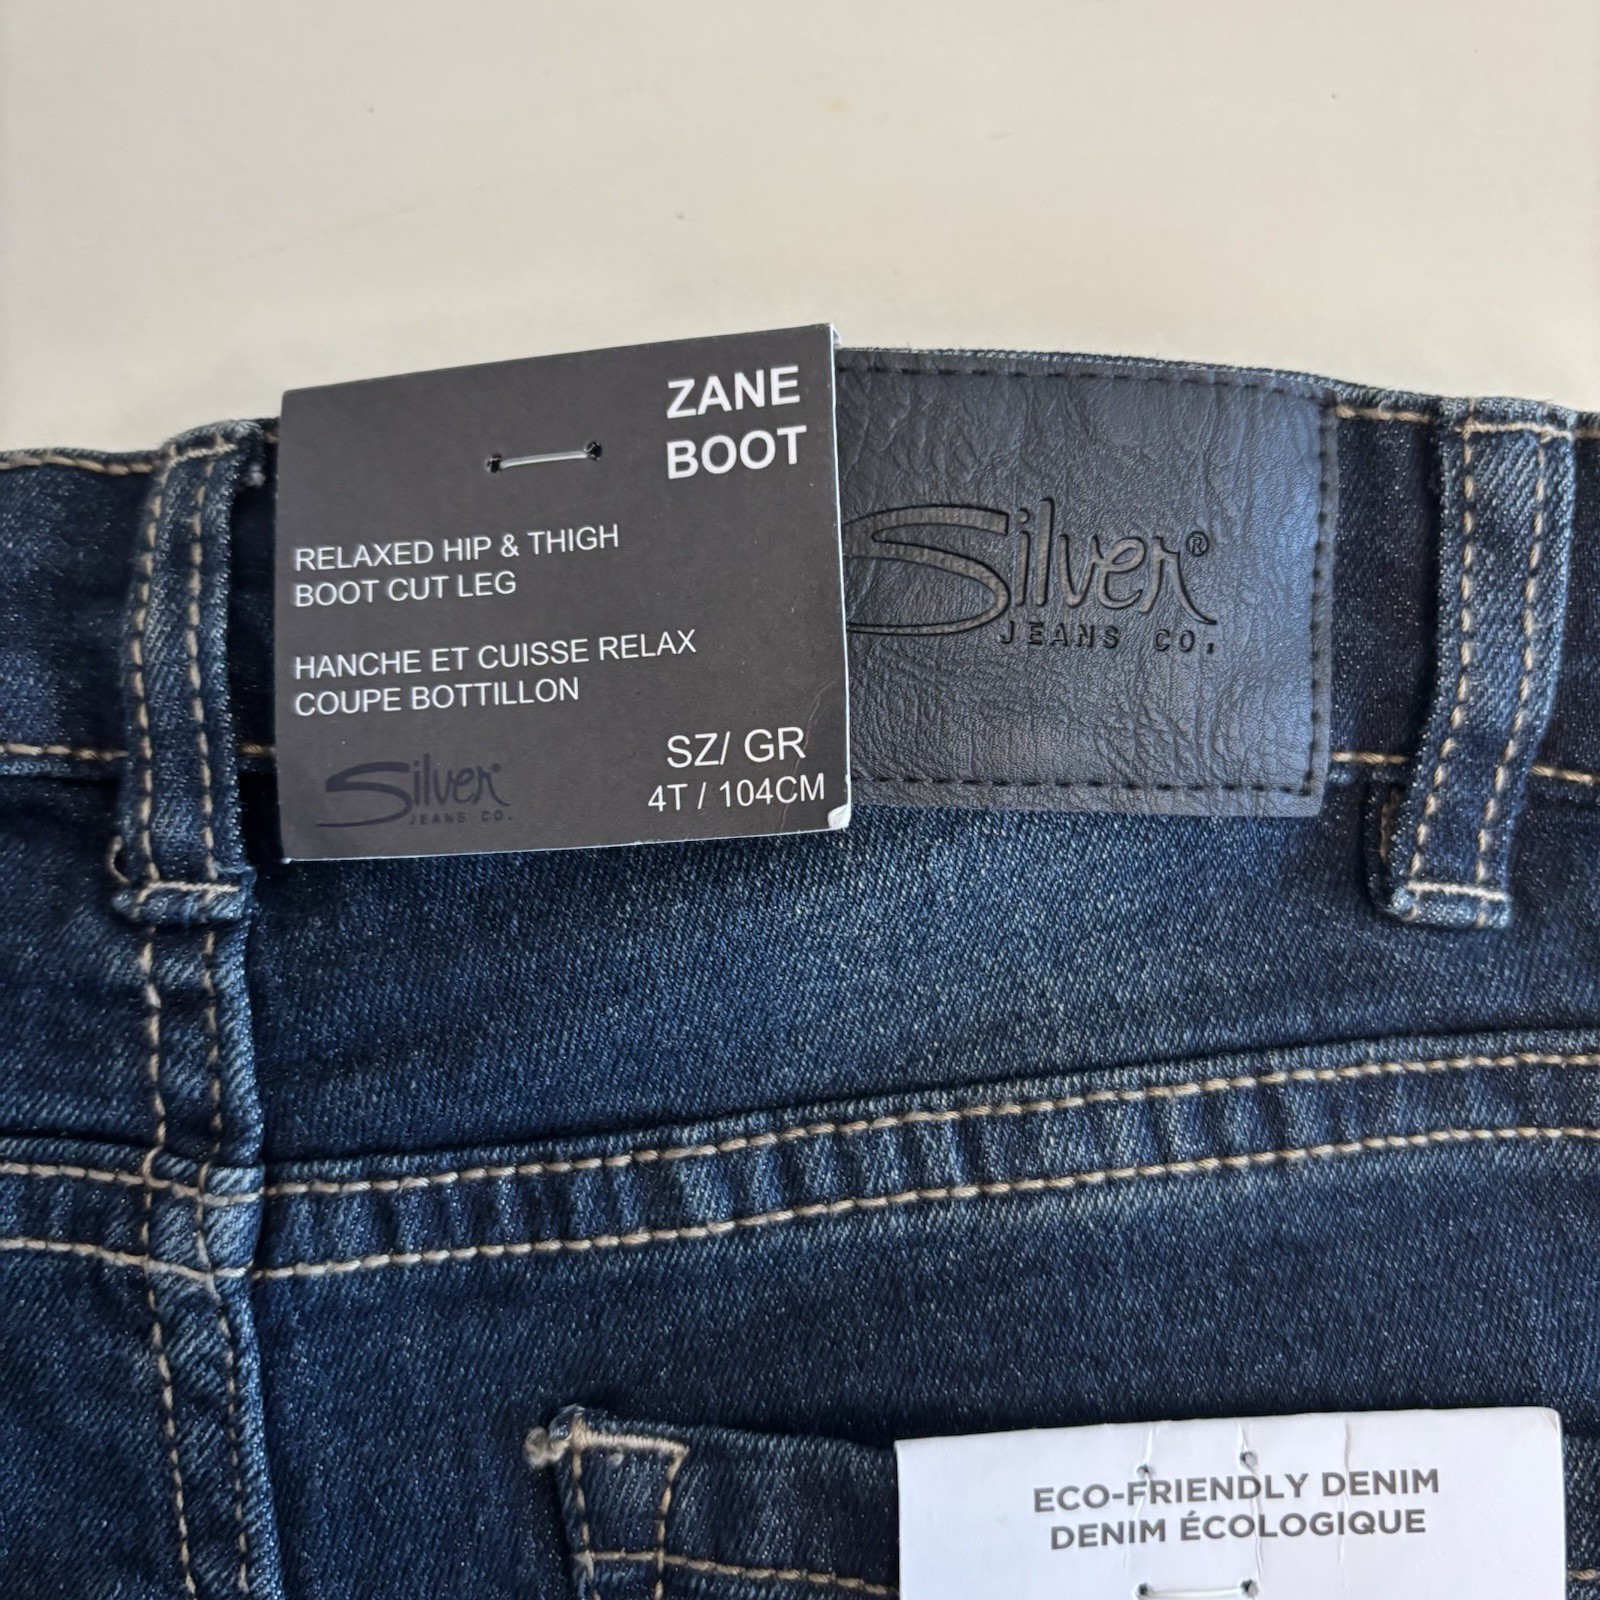 ZANE
BOOT
RELAXED HIP & THIGH
BOOT CUT LEG
HANCHE ET CUISSE RELAX
COUPE BOTTILLON
SZ/ GR
4T / 104CM
Silver
JEANS CO.
Silver®
JEANS CO.
ECO-FRIENDLY DENIM
DENIM ÉCOLOGIQUE